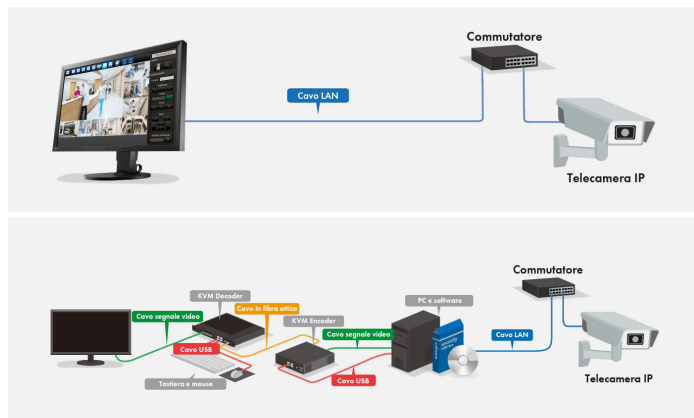 Commutatore
Cavo LAN
Telecamera IP
Commutatore
KVM Decoder
PC e software
Cavo in fibra ottica
Cavo segnale video
KVM Encoder
Cavo segnale video
Cavo LAN
Cavo USB
security
Telecamera IP
Cavo USB
Tastiera e mouse